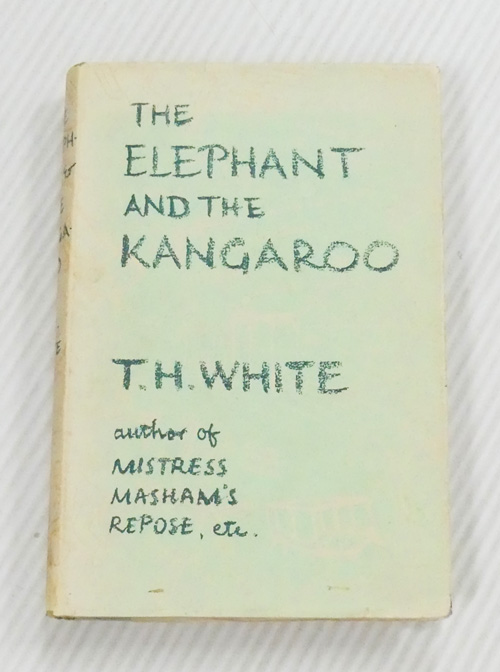 THE
ELEPHANT
AND THE
KANGAROO
T. H. WHITE
author of
MISTRESS
MASHAM'S
REPOSE, etc.